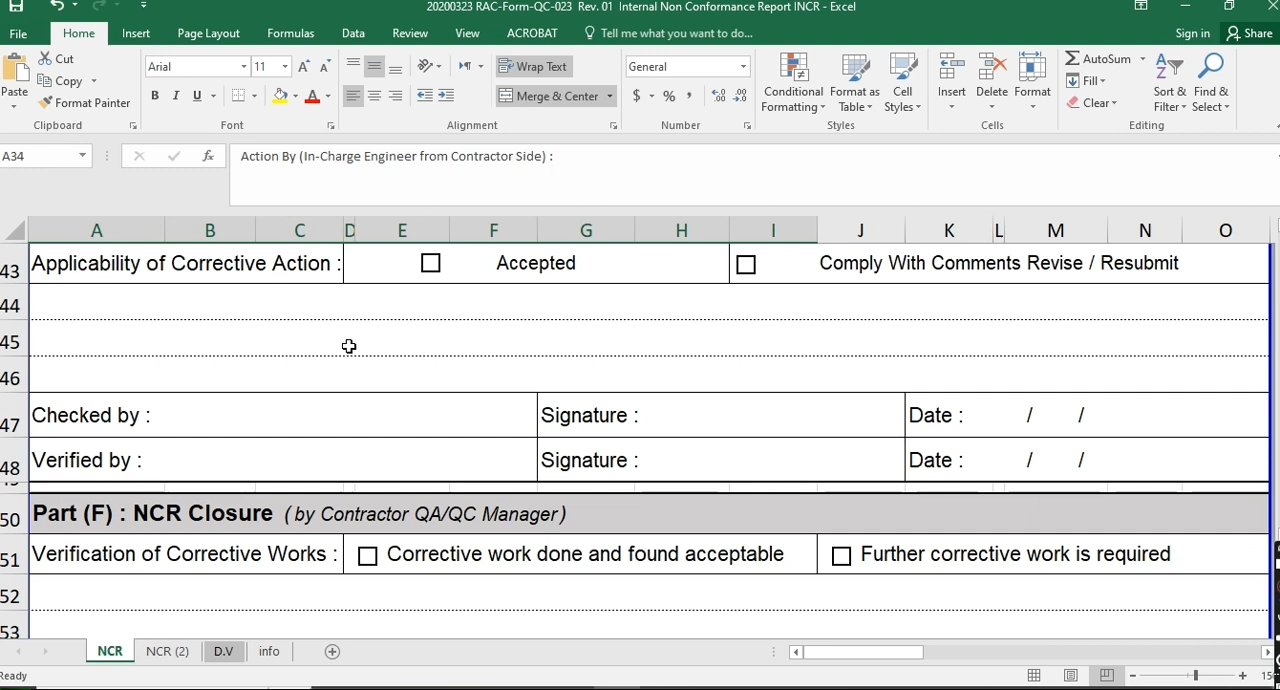 20200323 RAC-Form-QC-023 Rev. 01 Internal Non Conformance Report INCR - Excel
File Home Insert Page Layout Formulas Data Review View ACROBAT Tell me what you want to do... Sign in Share
Paste Cut Copy Format Painter
Arial 11 A A B I U A
Wrap Text Merge & Center
General $ % ,
Conditional Formatting Format as Table Cell Styles
Insert Delete Format
AutoSum Fill Clear Sort & Filter Find & Select
Clipboard Font Alignment Number Styles Cells Editing
A34 fx Action By (In-Charge Engineer from Contractor Side) :
A B C D E F G H I J K L M N O
43 Applicability of Corrective Action : Accepted Comply With Comments Revise / Resubmit
44
45
46
47 Checked by : Signature : Date : / /
48 Verified by : Signature : Date : / /
50 Part (F) : NCR Closure (by Contractor QA/QC Manager)
51 Verification of Corrective Works : Corrective work done and found acceptable Further corrective work is required
52
53
NCR NCR (2) D.V info